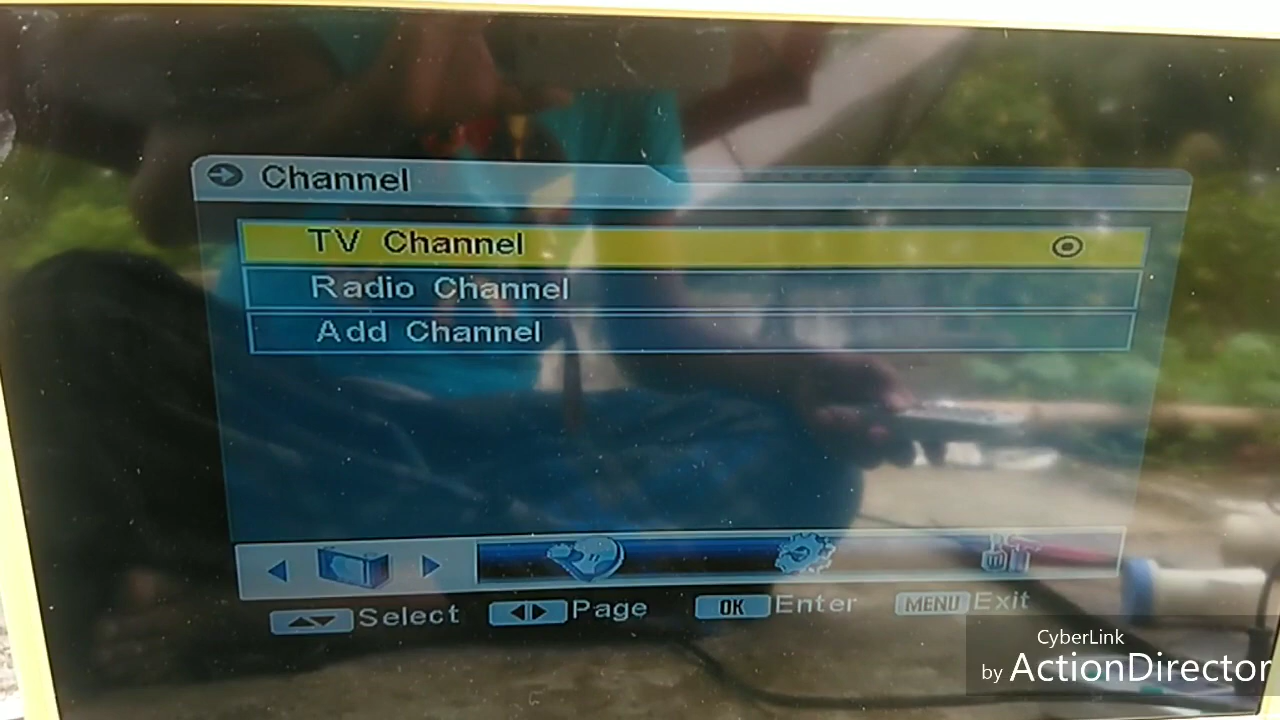 Channel
TV Channel
Radio Channel
Add Channel
Select Page OK Enter MENU Exit
CyberLink
by ActionDirector